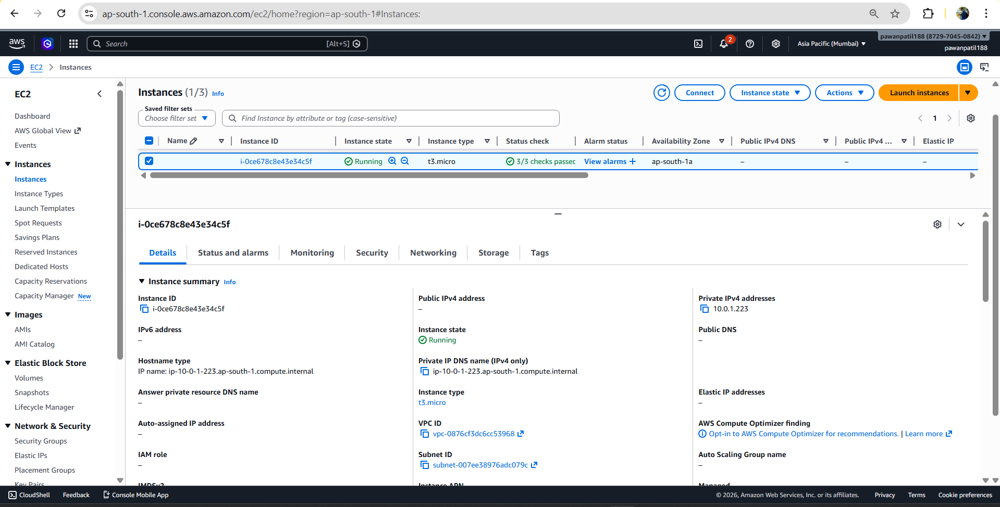 ap-south-1.console.aws.amazon.com/ec2/home?region=ap-south-1#Instances:
aws
Search
[Alt+S]
2
Asia Pacific (Mumbai)
pawanpatil188 (8729-7045-0842)
pawanpatil188
EC2
Instances
EC2
Dashboard
AWS Global View
Events
Instances
Instances
Instance Types
Launch Templates
Spot Requests
Savings Plans
Reserved Instances
Dedicated Hosts
Capacity Reservations
Capacity Manager New
Images
AMIs
AMI Catalog
Elastic Block Store
Volumes
Snapshots
Lifecycle Manager
Network & Security
Security Groups
Elastic IPs
Placement Groups
Key Pairs
Instances (1/3) Info
Connect
Instance state
Actions
Launch instances
Saved filter sets
Choose filter set
Find Instance by attribute or tag (case-sensitive)
1
Name Instance ID Instance state Instance type Status check Alarm status Availability Zone Public IPv4 DNS Public IPv4 ... Elastic IP
i-0ce678c8e43e34c5f Running t3.micro 3/3 checks passed View alarms + ap-south-1a – – –
i-0ce678c8e43e34c5f
Details Status and alarms Monitoring Security Networking Storage Tags
Instance summary Info
Instance ID
i-0ce678c8e43e34c5f
Public IPv4 address
–
Private IPv4 addresses
10.0.1.223
IPv6 address
–
Instance state
Running
Public DNS
–
Hostname type
IP name: ip-10-0-1-223.ap-south-1.compute.internal
Private IP DNS name (IPv4 only)
ip-10-0-1-223.ap-south-1.compute.internal
Answer private resource DNS name
–
Instance type
t3.micro
Elastic IP addresses
–
Auto-assigned IP address
–
VPC ID
vpc-0876cf3dc6cc53968
AWS Compute Optimizer finding
Opt-in to AWS Compute Optimizer for recommendations. | Learn more
IAM role
–
Subnet ID
subnet-007ee38976adc079c
Auto Scaling Group name
–
IMDSv2
Instance ARN
Managed
CloudShell
Feedback
Console Mobile App
© 2026, Amazon Web Services, Inc. or its affiliates.
Privacy
Terms
Cookie preferences